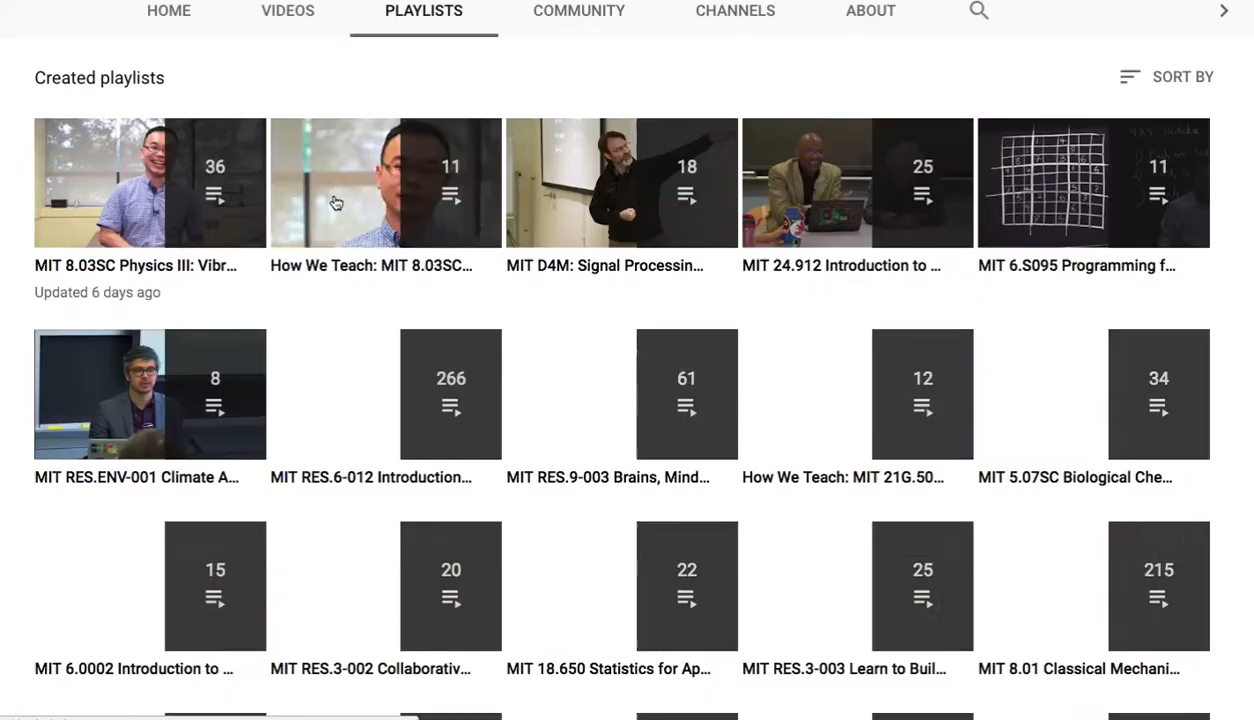 HOME VIDEOS PLAYLISTS COMMUNITY CHANNELS ABOUT
Created playlists SORT BY
36 11 18 25 11
MIT 8.03SC Physics III: Vibr... How We Teach: MIT 8.03SC... MIT D4M: Signal Processin... MIT 24.912 Introduction to ... MIT 6.S095 Programming f...
Updated 6 days ago
8 266 61 12 34
MIT RES.ENV-001 Climate A... MIT RES.6-012 Introduction... MIT RES.9-003 Brains, Mind... How We Teach: MIT 21G.50... MIT 5.07SC Biological Che...
15 20 22 25 215
MIT 6.0002 Introduction to ... MIT RES.3-002 Collaborativ... MIT 18.650 Statistics for Ap... MIT RES.3-003 Learn to Buil... MIT 8.01 Classical Mechani...